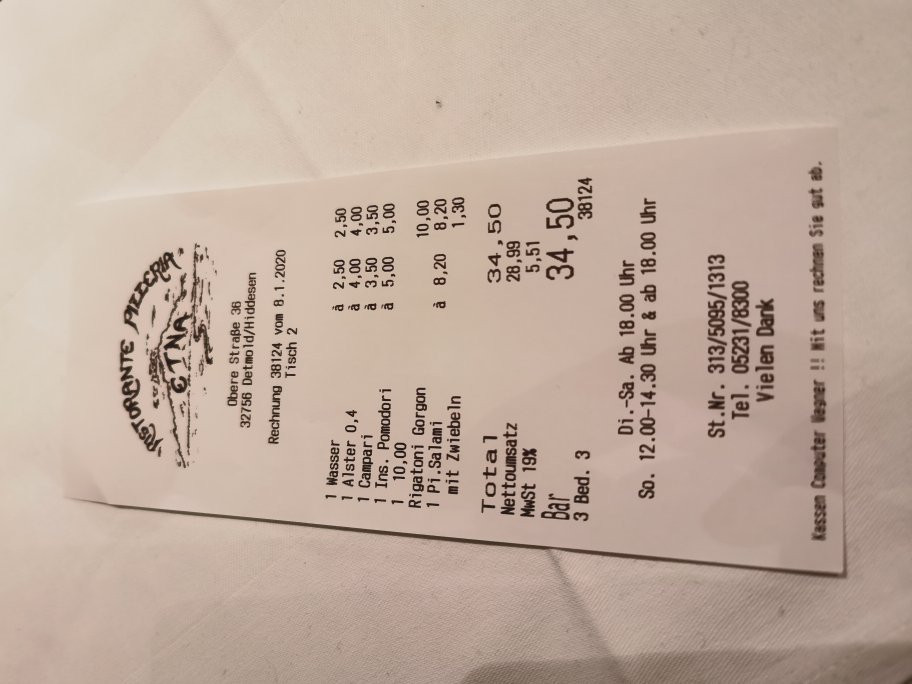 RISTORANTE PIZZERIA
ETNA
Obere Straße 36
32756 Detmold/Hiddesen
Rechnung 38124 vom 8.1.2020
Tisch 2
1 Wasser à 2,50 2,50
1 Alster 0,4 à 4,00 4,00
1 Campari à 3,50 3,50
1 Ins. Pomodori à 5,00 5,00
1 10,00 10,00
Rigatoni Gorgon
1 Pi.Salami à 8,20 8,20
mit Zwiebeln 1,30
Total 34,50
Nettoumsatz 28,99
MwSt 19% 5,51
Bar 34,50
3 Bed. 3 38124
Di.-Sa. Ab 18.00 Uhr
So. 12.00-14.30 Uhr & ab 18.00 Uhr
St.Nr. 313/5095/1313
Tel. 05231/8300
Vielen Dank
Kassen Computer Wegner !! Mit uns rechnen Sie gut ab.